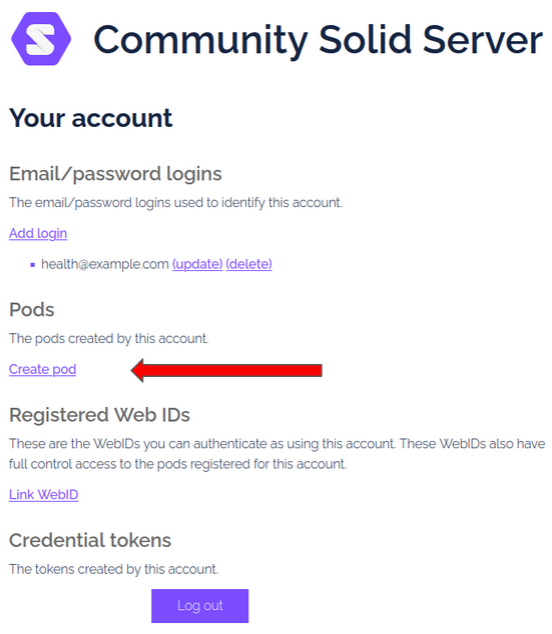 Community Solid Server
Your account
Email/password logins
The email/password logins used to identify this account.
Add login
health@example.com (update) (delete)
Pods
The pods created by this account.
Create pod
Registered Web IDs
These are the WebIDs you can authenticate as using this account. These WebIDs also have
full control access to the pods registered for this account.
Link WebID
Credential tokens
The tokens created by this account.
Log out